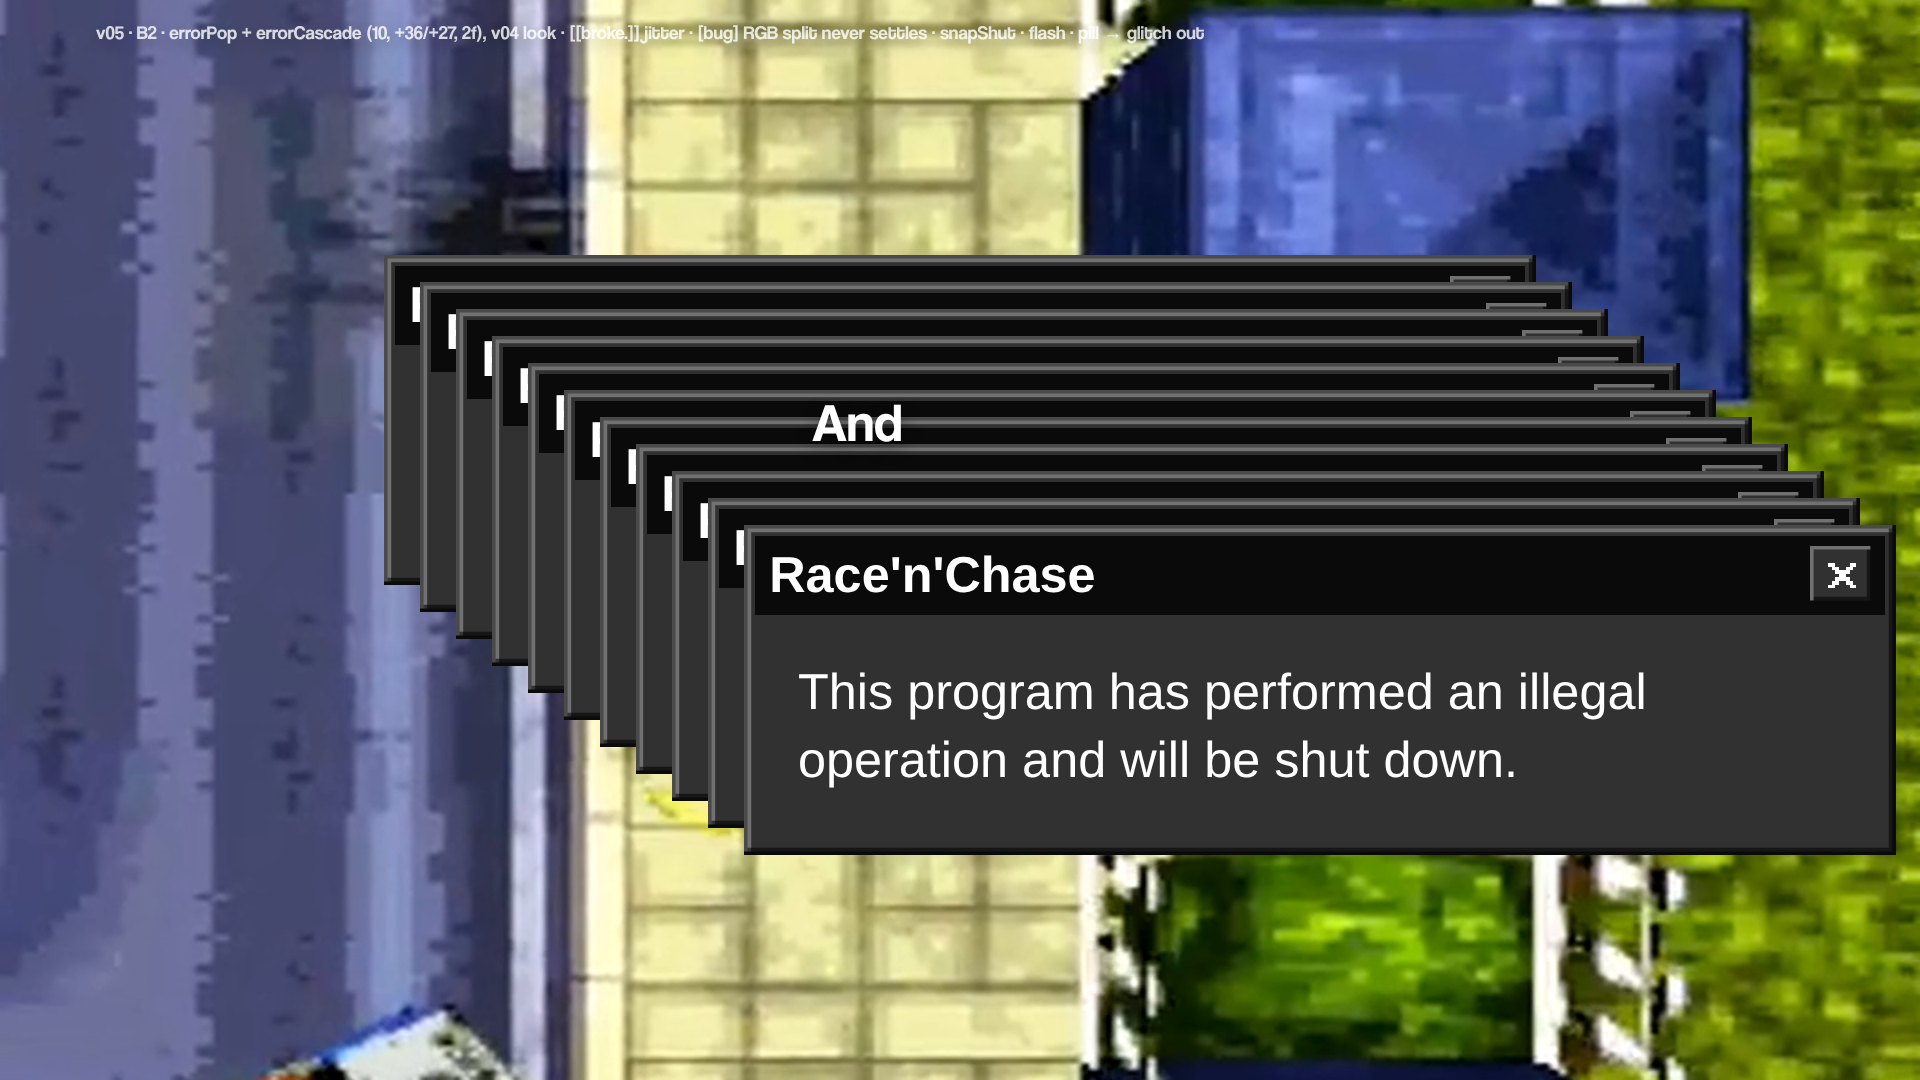 v05 · B2 · errorPop + errorCascade (10, +36/+27, 2f), v04 look · [[broke.]] jitter · [bug] RGB split never settles · snapShut · flash · pill → glitch out
And
Race'n'Chase
This program has performed an illegal
operation and will be shut down.